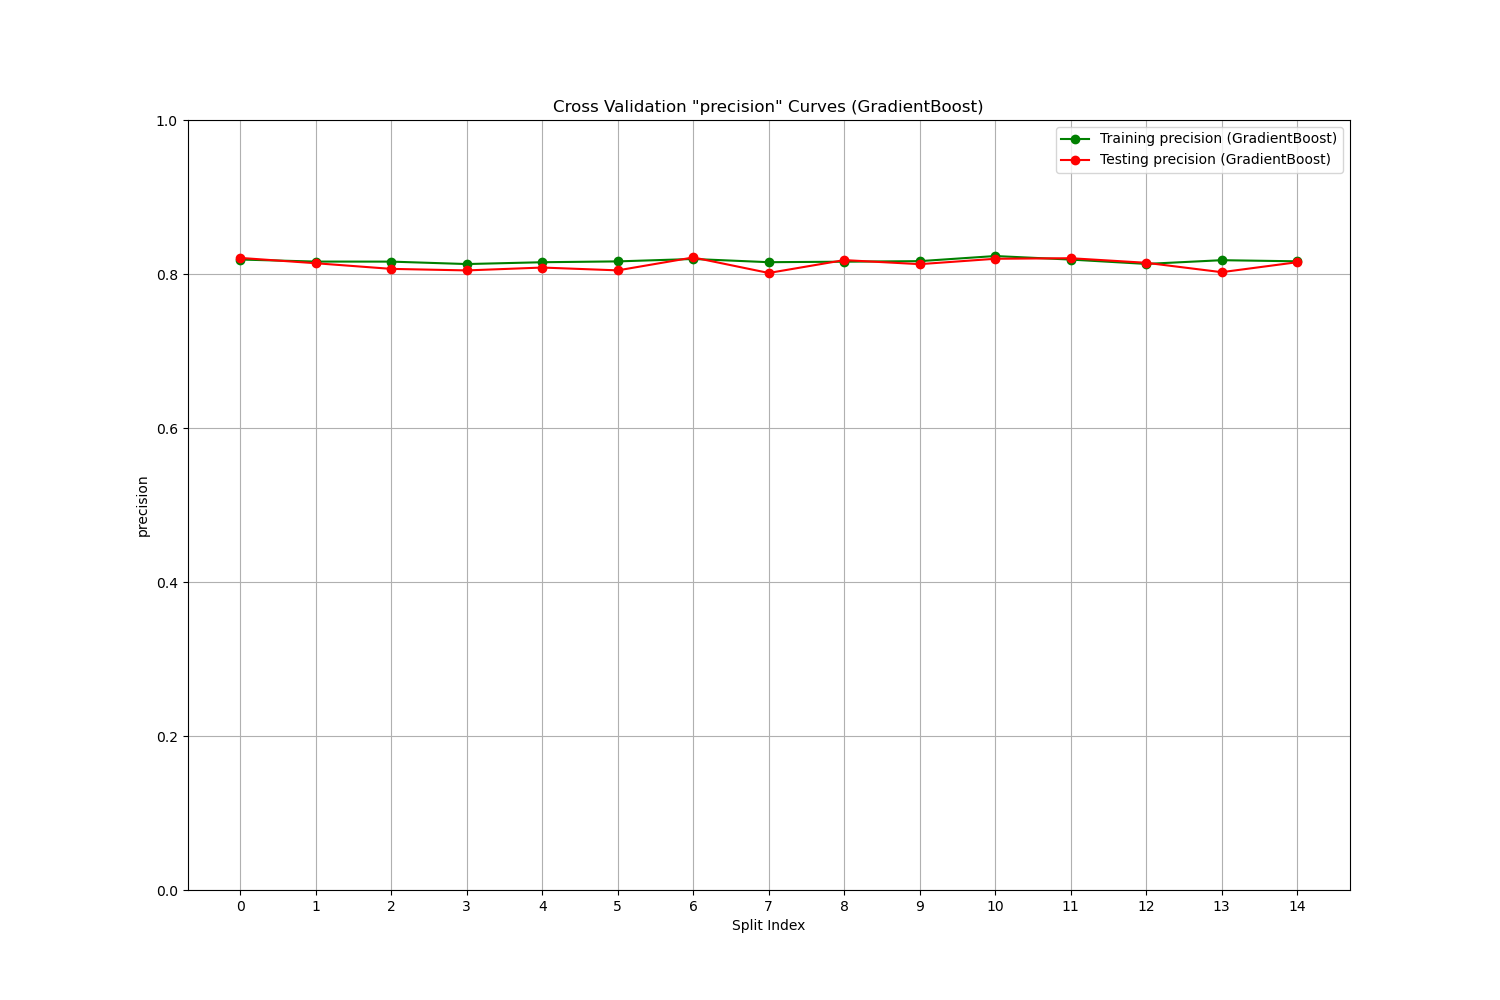 Cross Validation "precision" Curves (GradientBoost)
Training precision (GradientBoost)
Testing precision (GradientBoost)
precision
1.0
0.8
0.6
0.4
0.2
0.0
0 1 2 3 4 5 6 7 8 9 10 11 12 13 14
Split Index